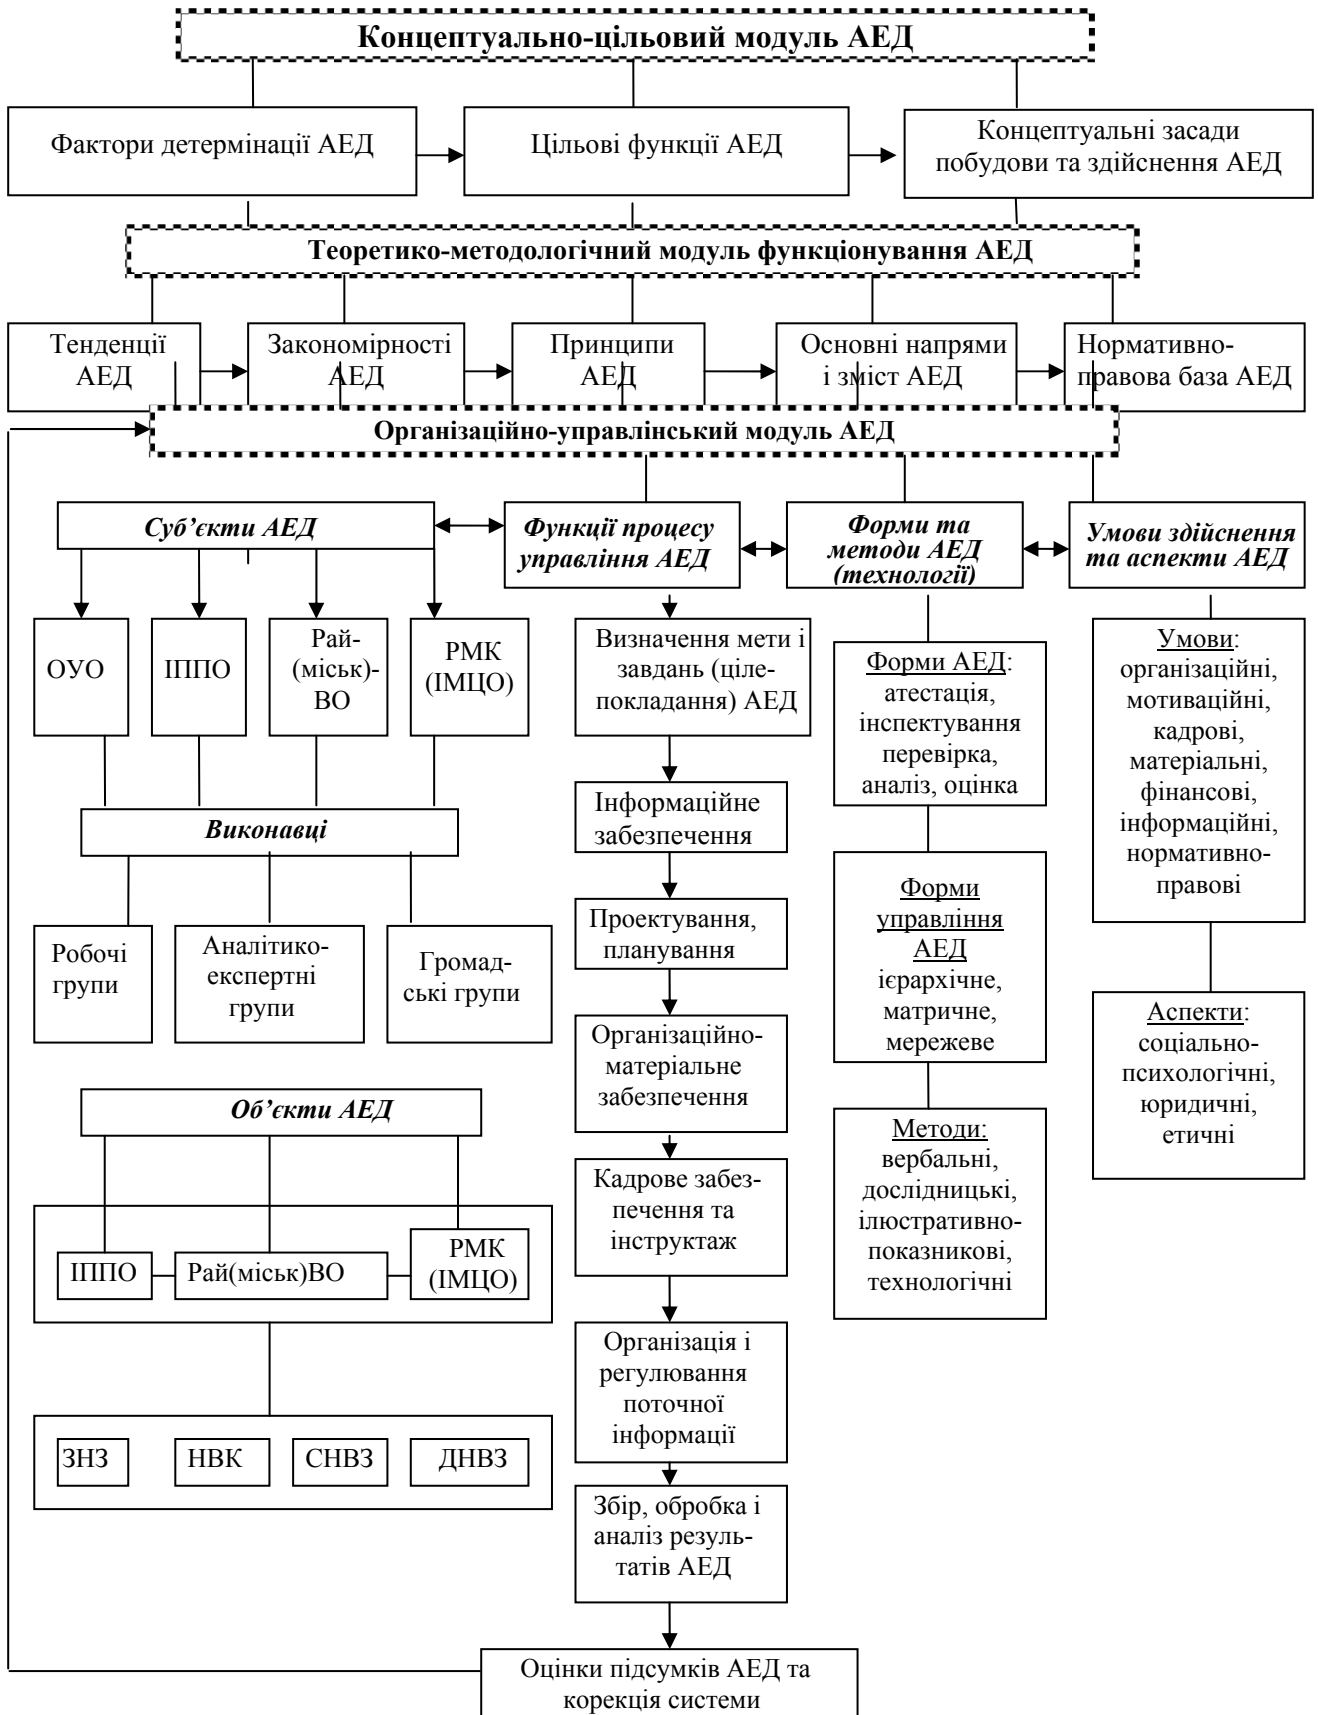 Концептуально-цільовий модуль АЕД
Фактори детермінації АЕД
Цільові функції АЕД
Концептуальні засади
побудови та здійснення АЕД
Теоретико-методологічний модуль функціонування АЕД
Тенденції
АЕД
Закономірності
АЕД
Принципи
АЕД
Основні напрями
і зміст АЕД
Нормативно-
правова база АЕД
Організаційно-управлінський модуль АЕД
Суб’єкти АЕД
Функції процесу
управління АЕД
Форми та
методи АЕД
(технології)
Умови здійснення
та аспекти АЕД
ОУО
ІППО
Рай-
(міськ)-
ВО
РМК
(ІМЦО)
Виконавці
Робочі
групи
Аналітико-
експертні
групи
Громад-
ські групи
Об’єкти АЕД
ІППО
Рай(міськ)ВО
РМК
(ІМЦО)
ЗНЗ
НВК
СНВЗ
ДНВЗ
Визначення мети і
завдань (ціле-
покладання) АЕД
Інформаційне
забезпечення
Проектування,
планування
Організаційно-
матеріальне
забезпечення
Кадрове забез-
печення та
інструктаж
Організація і
регулювання
поточної
інформації
Збір, обробка і
аналіз резуль-
татів АЕД
Оцінки підсумків АЕД та
корекція системи
Форми АЕД:
атестація,
інспектування
перевірка,
аналіз, оцінка
Форми
управління
АЕД
ієрархічне,
матричне,
мережеве
Методи:
вербальні,
дослідницькі,
ілюстративно-
показникові,
технологічні
Умови:
організаційні,
мотиваційні,
кадрові,
матеріальні,
фінансові,
інформаційні,
нормативно-
правові
Аспекти:
соціально-
психологічні,
юридичні,
етичні